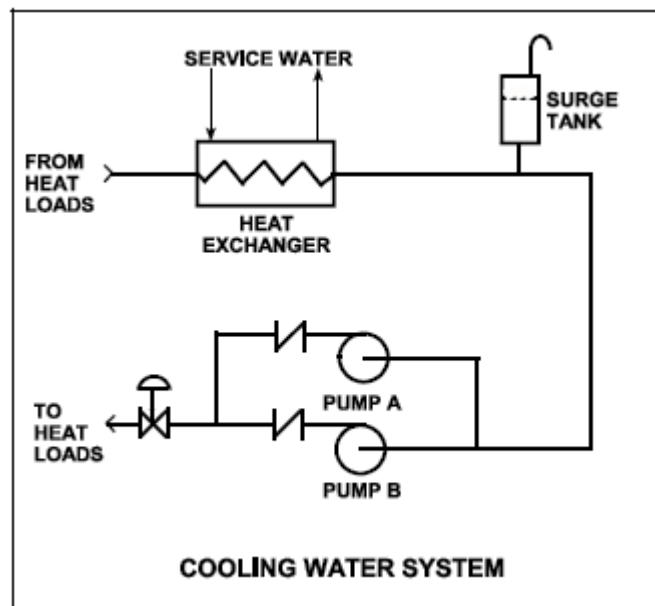 SERVICE WATER
SURGE
TANK
FROM
HEAT
LOADS
HEAT
EXCHANGER
PUMP A
TO
HEAT
LOADS
PUMP B
COOLING WATER SYSTEM